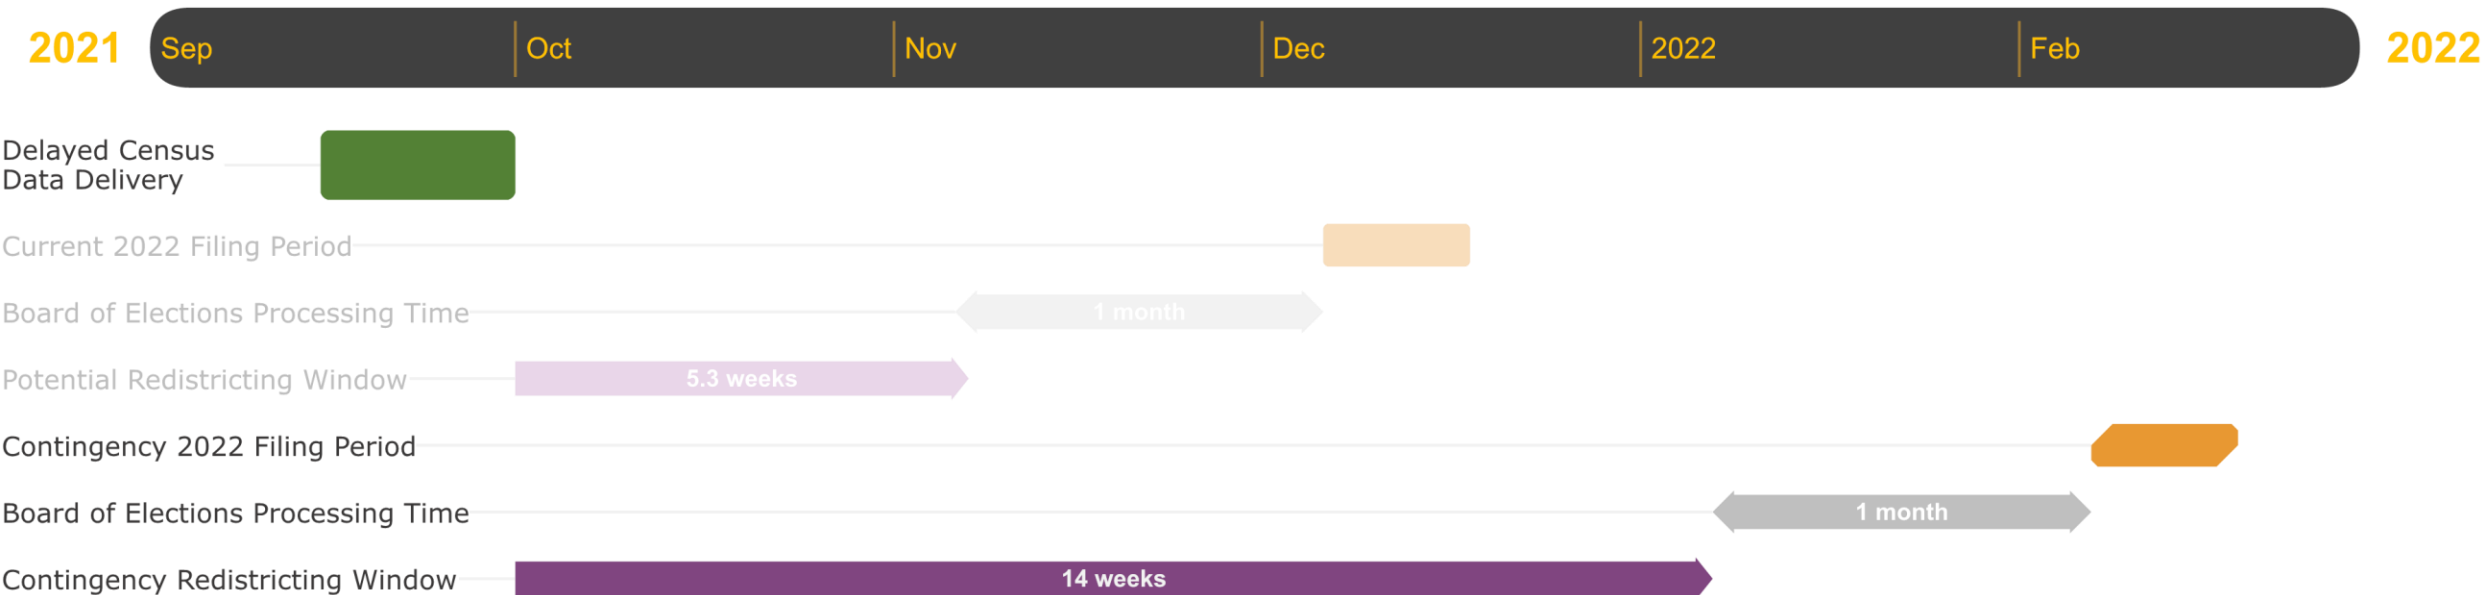 2021 Sep Oct Nov Dec 2022 Feb 2022
Delayed Census
Data Delivery
Current 2022 Filing Period
Board of Elections Processing Time 1 month
Potential Redistricting Window 5.3 weeks
Contingency 2022 Filing Period
Board of Elections Processing Time 1 month
Contingency Redistricting Window 14 weeks